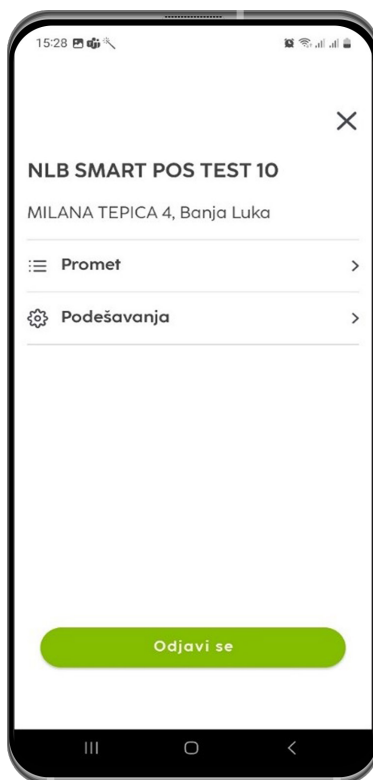 15:28
NLB SMART POS TEST 10
MILANA TEPICA 4, Banja Luka
Promet
Podešavanja
Odjavi se